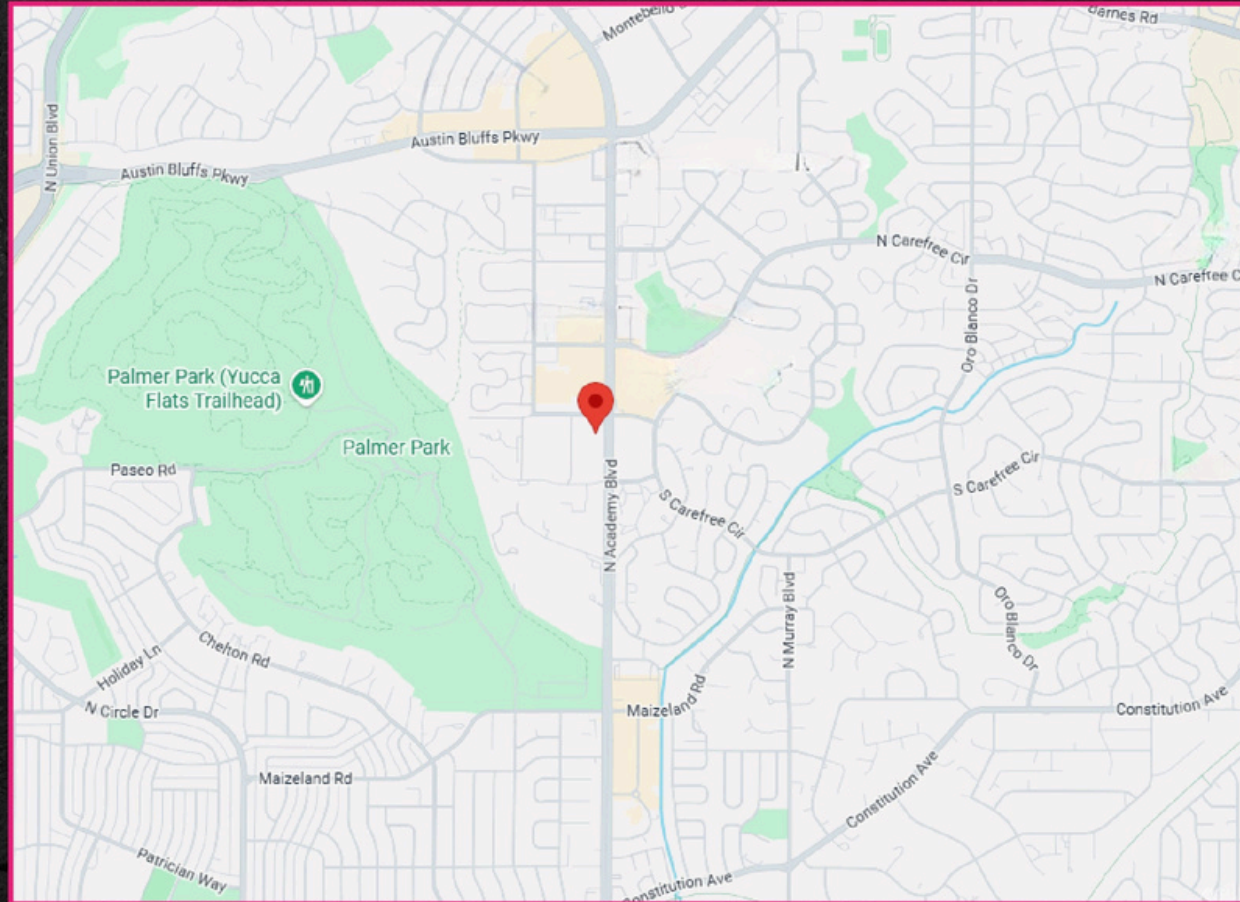 Montebello
Barnes Rd
N Union Blvd
Austin Bluffs Pkwy
Austin Bluffs Pkwy
N Carefree Cir
N Carefree C
Oro Blanco Dr
Palmer Park (Yucca
Flats Trailhead)
Palmer Park
Paseo Rd
N Academy Blvd
S Carefree Cir
S Carefree Cir
N Murray Blvd
Oro Blanco Dr
Chelton Rd
Holiday Ln
N Circle Dr
Maizeland Rd
Constitution Ave
Maizeland Rd
Constitution Ave
Patrician Way
onstitution Ave